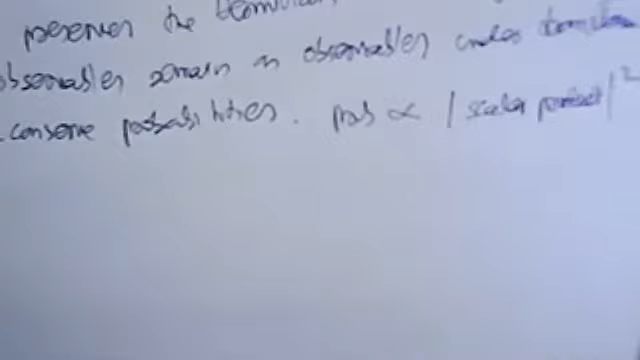 preserves the
observables remain as observables under
conserve probabilities. prob ∝ |scalar product|²